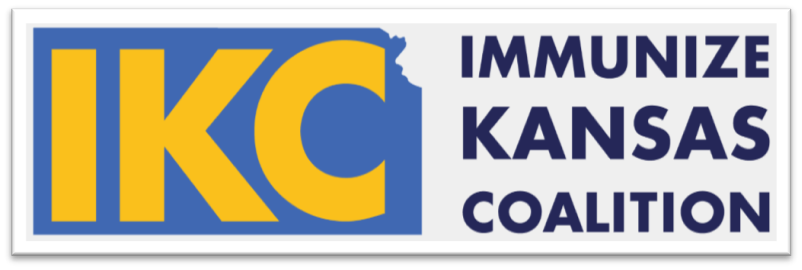 IKC
IMMUNIZE
KANSAS
COALITION